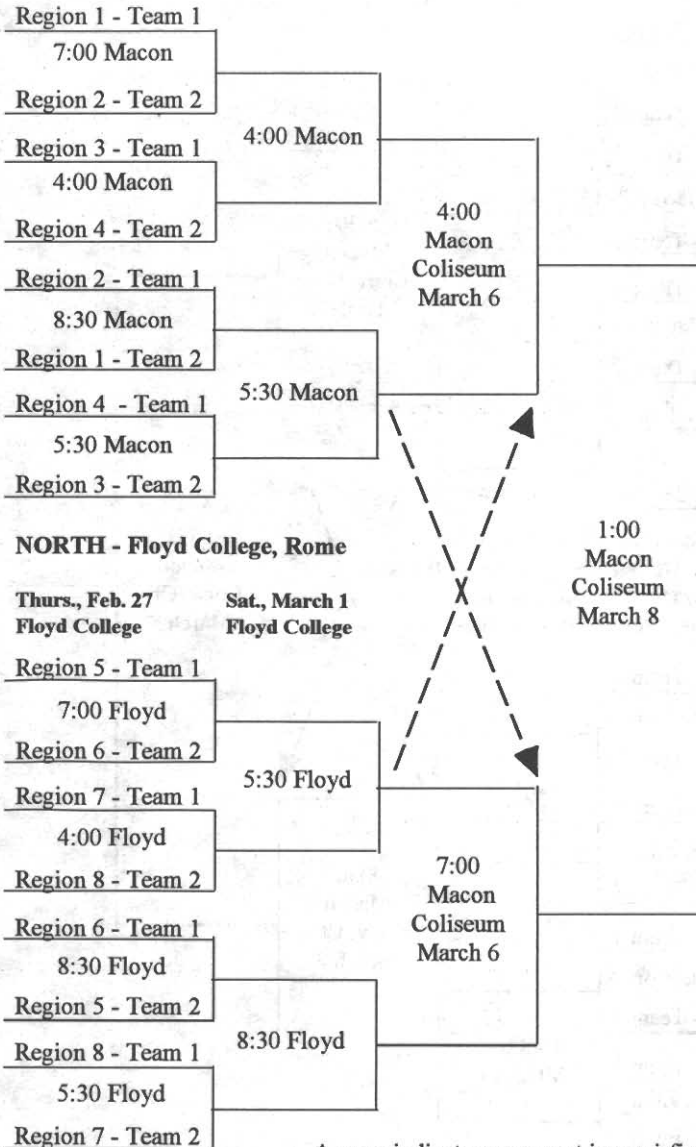 Region 1 - Team 1
7:00 Macon
Region 2 - Team 2
4:00 Macon
Region 3 - Team 1
4:00 Macon
Region 4 - Team 2
4:00
Macon
Coliseum
March 6
Region 2 - Team 1
8:30 Macon
Region 1 - Team 2
5:30 Macon
Region 4 - Team 1
5:30 Macon
Region 3 - Team 2
1:00
Macon
Coliseum
March 8
NORTH - Floyd College, Rome
Thurs., Feb. 27
Floyd College
Sat., March 1
Floyd College
Region 5 - Team 1
7:00 Floyd
Region 6 - Team 2
5:30 Floyd
Region 7 - Team 1
4:00 Floyd
Region 8 - Team 2
7:00
Macon
Coliseum
March 6
Region 6 - Team 1
8:30 Floyd
Region 5 - Team 2
8:30 Floyd
Region 8 - Team 1
5:30 Floyd
Region 7 - Team 2